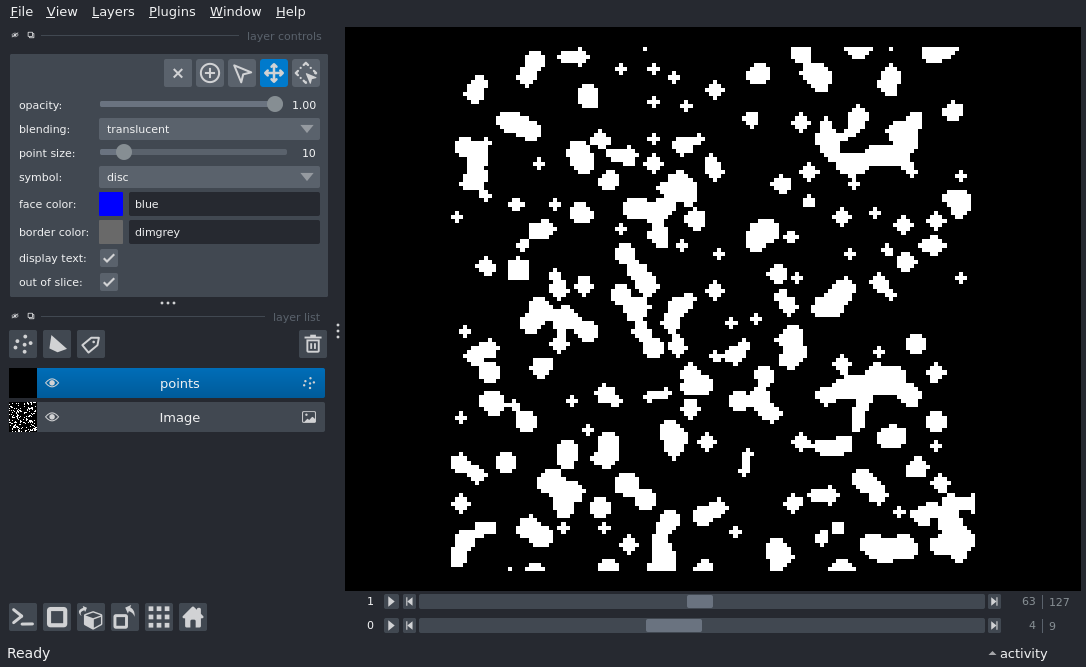 File View Layers Plugins Window Help
layer controls
opacity: 1.00
blending: translucent
point size: 10
symbol: disc
face color: blue
border color: dimgrey
display text:
out of slice:
layer list
points
Image
1 63 127
0 4 9
Ready activity